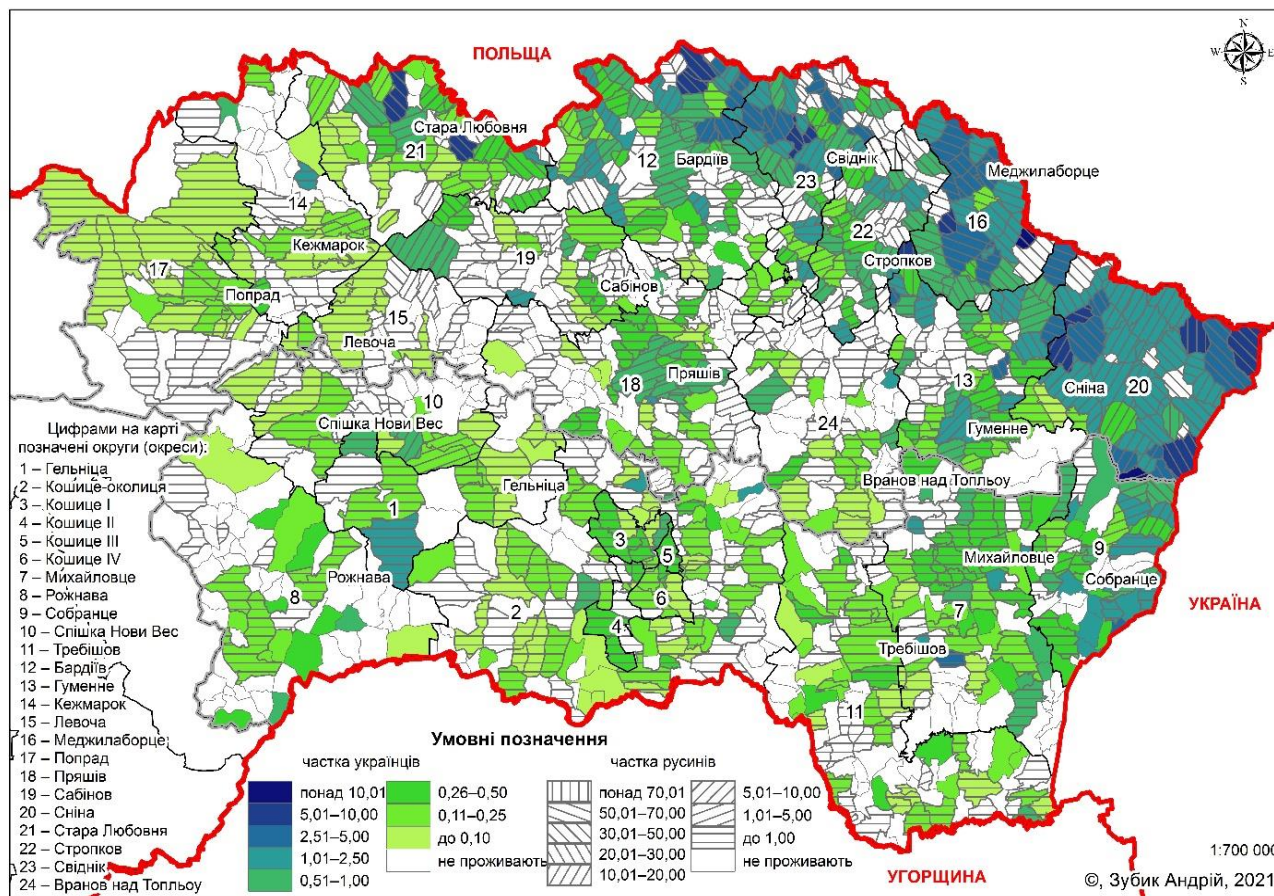 ПОЛЬЩА
N
W
E
S
Стара Любовня
21
12
Бардіїв
Свіднік
23
Меджилаборце
14
22
16
Кежмарок
19
Стропков
17
Сабінов
Попрад
15
Левоча
18
Пряшів
13
Сніна
20
10
Спішка Нови Вес
24
Гуменне
Гельніца
Вранов над Топльоу
1
3
5
Михайловце
9
Рожнава
Собранце
8
2
6
7
УКРАЇНА
4
Требішов
11
Цифрами на карті
позначені округи (окреси):
1 – Гельніца
2 – Кошице-околиця
3 – Кошице I
4 – Кошице II
5 – Кошице III
6 – Кошице IV
7 – Михайловце
8 – Рожнава
9 – Собранце
10 – Спішка Нови Вес
11 – Требішов
12 – Бардіїв
13 – Гуменне
14 – Кежмарок
15 – Левоча
16 – Меджилаборце
17 – Попрад
18 – Пряшів
19 – Сабінов
20 – Сніна
21 – Стара Любовня
22 – Стропков
23 – Свіднік
24 – Вранов над Топльоу
Умовні позначення
частка українців
понад 10,01
5,01–10,00
2,51–5,00
1,01–2,50
0,51–1,00
0,26–0,50
0,11–0,25
до 0,10
не проживають
частка русинів
понад 70,01
50,01–70,00
30,01–50,00
20,01–30,00
10,01–20,00
5,01–10,00
1,01–5,00
до 1,00
не проживають
УГОРЩИНА
1:700 000
©, Зубик Андрій, 2021